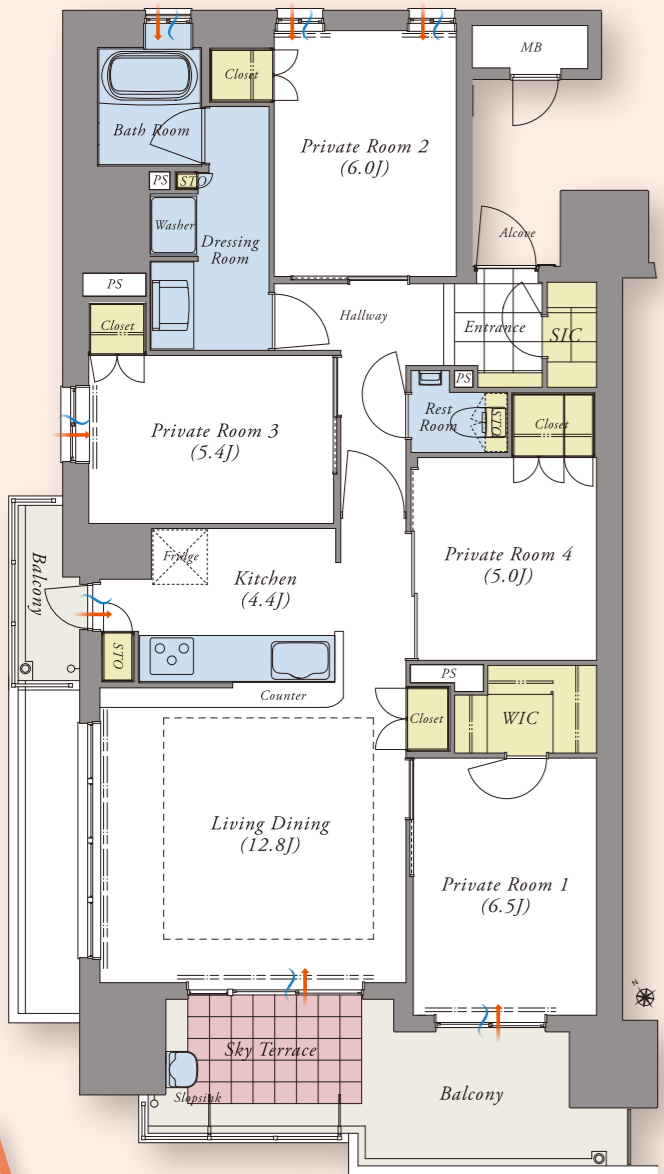 MB
Closet
Bath Room
Private Room 2
(6.0J)
PS
STO
Washer
Dressing
Room
Alcove
PS
Hallway
Entrance
SIC
Closet
PS
Rest
Room
STO
Closet
Private Room 3
(5.4J)
Private Room 4
(5.0J)
Balcony
Fridge
Kitchen
(4.4J)
STO
PS
Counter
Closet
WIC
Living Dining
(12.8J)
Private Room 1
(6.5J)
N
Sky Terrace
Slopsink
Balcony